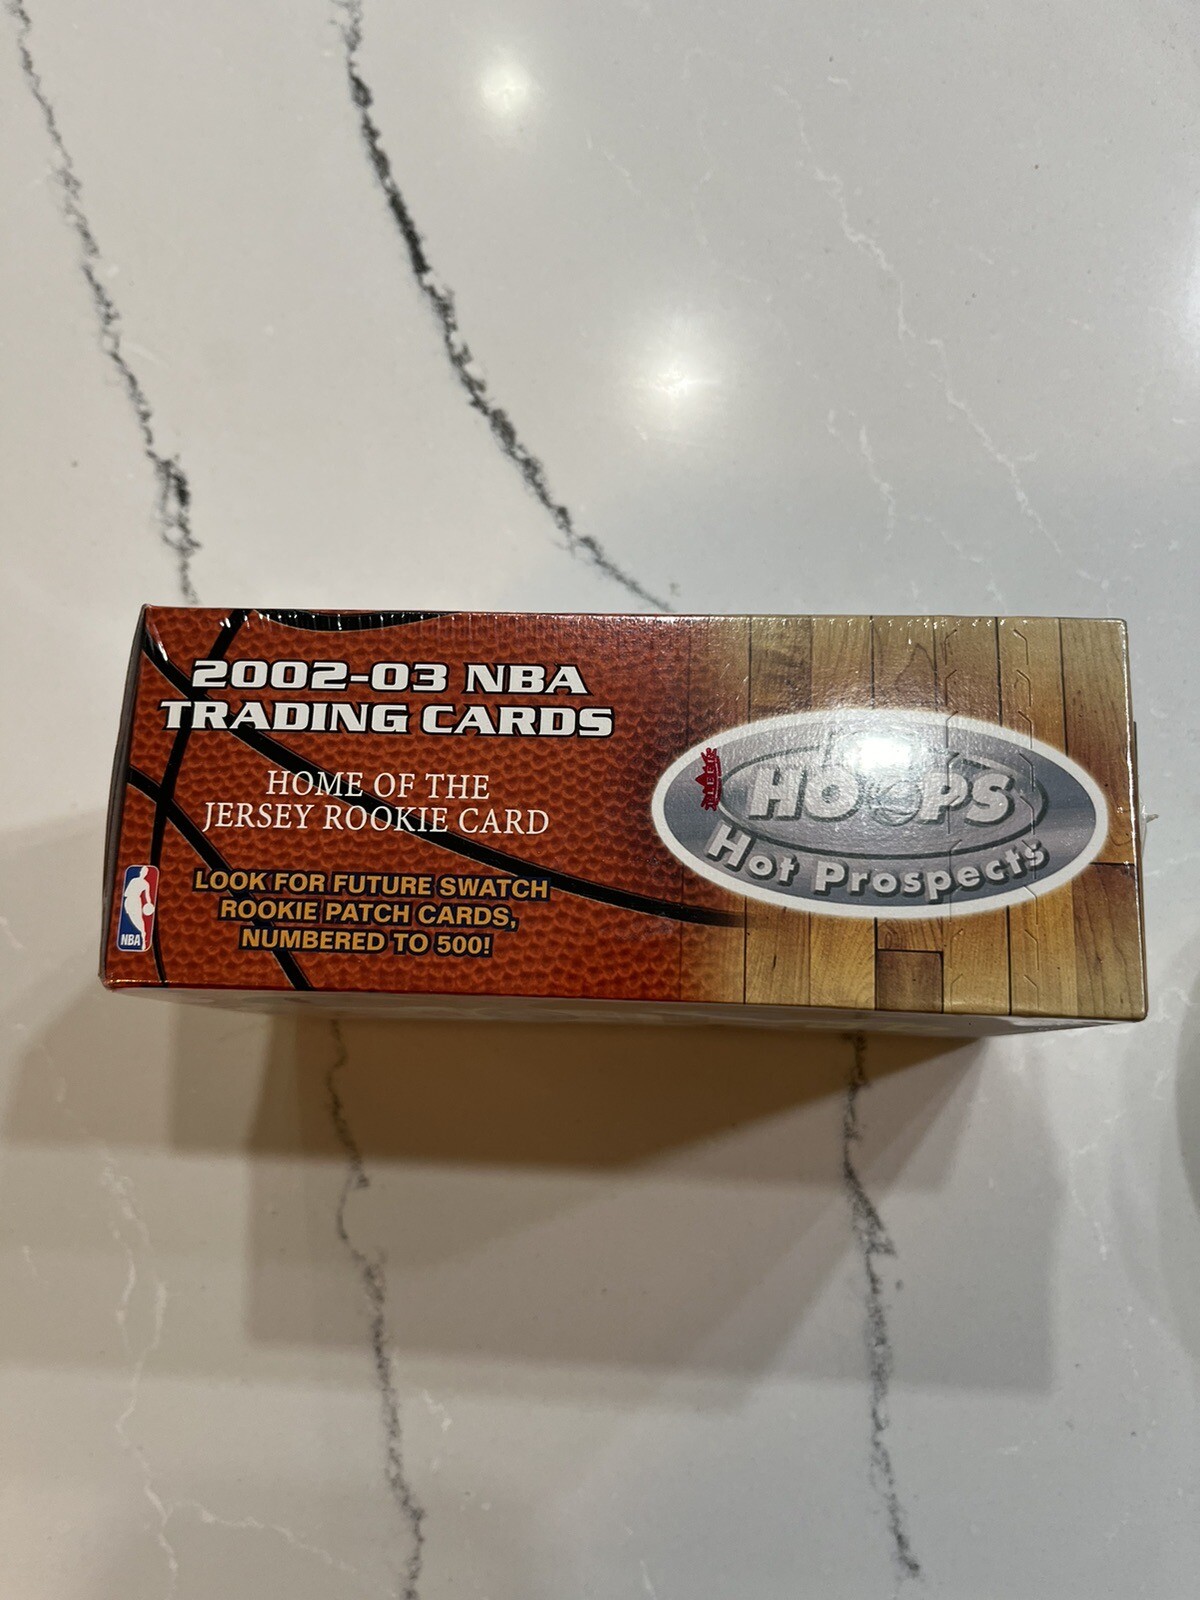 2002-03 NBA
TRADING CARDS
HOME OF THE
JERSEY ROOKIE CARD
LOOK FOR FUTURE SWATCH
ROOKIE PATCH CARDS,
NUMBERED TO 500!
NBA
FLEER
HOOPS
Hot Prospects